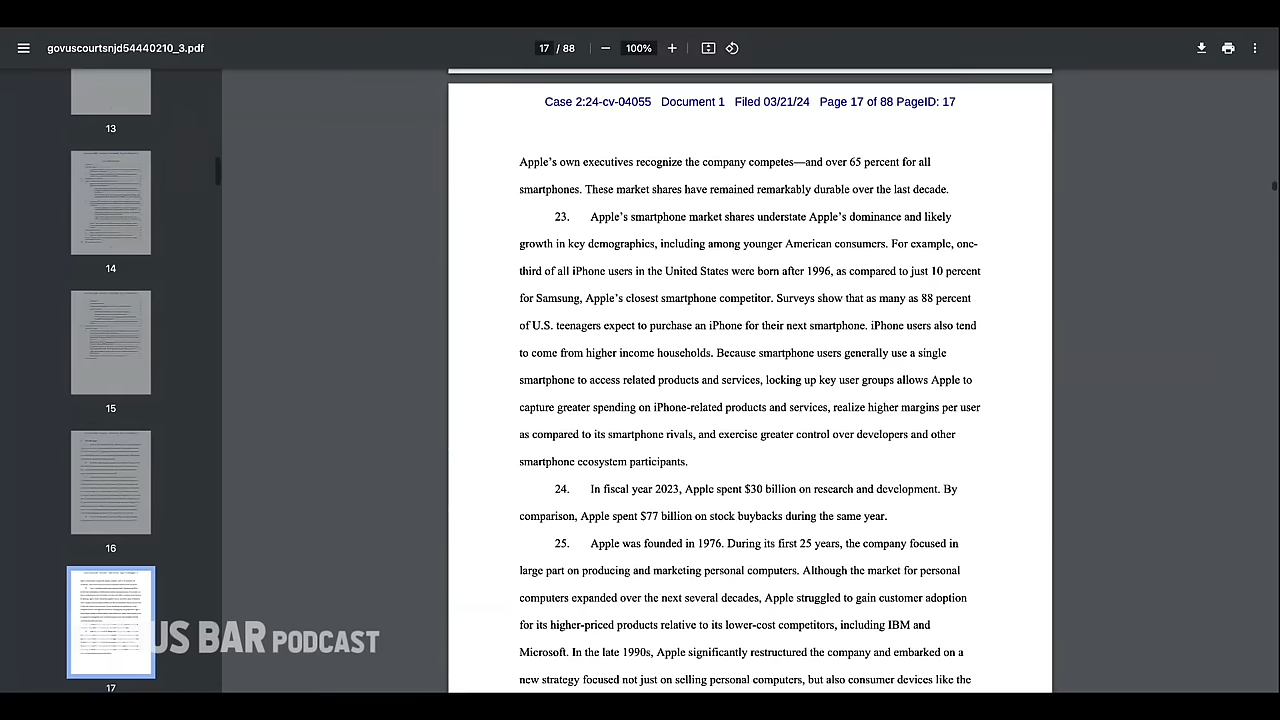 govuscourtsnjd54440210_3.pdf
17 / 88
100%
13
14
15
16
17
Case 2:24-cv-04055 Document 1 Filed 03/21/24 Page 17 of 88 PageID: 17
Apple's own executives recognize the company competes—and over 65 percent for all
smartphones. These market shares have remained remarkably durable over the last decade.
23. Apple's smartphone market shares understate Apple's dominance and likely
growth in key demographics, including among younger American consumers. For example, one-
third of all iPhone users in the United States were born after 1996, as compared to just 10 percent
for Samsung, Apple's closest smartphone competitor. Surveys show that as many as 88 percent
of U.S. teenagers expect to purchase an iPhone for their next smartphone. iPhone users also tend
to come from higher income households. Because smartphone users generally use a single
smartphone to access related products and services, locking up key user groups allows Apple to
capture greater spending on iPhone-related products and services, realize higher margins per user
as compared to its smartphone rivals, and exercise greater control over developers and other
smartphone ecosystem participants.
24. In fiscal year 2023, Apple spent $30 billion on research and development. By
comparison, Apple spent $77 billion on stock buybacks during the same year.
25. Apple was founded in 1976. During its first 25 years, the company focused in
large part on producing and marketing personal computers. Although the market for personal
computers expanded over the next several decades, Apple fought to gain customer adoption
for its higher-priced products relative to its lower-cost competitors, including IBM and
Microsoft. In the late 1990s, Apple significantly restructured the company and embarked on a
new strategy focused not just on selling personal computers, but also consumer devices like the
PODCAST